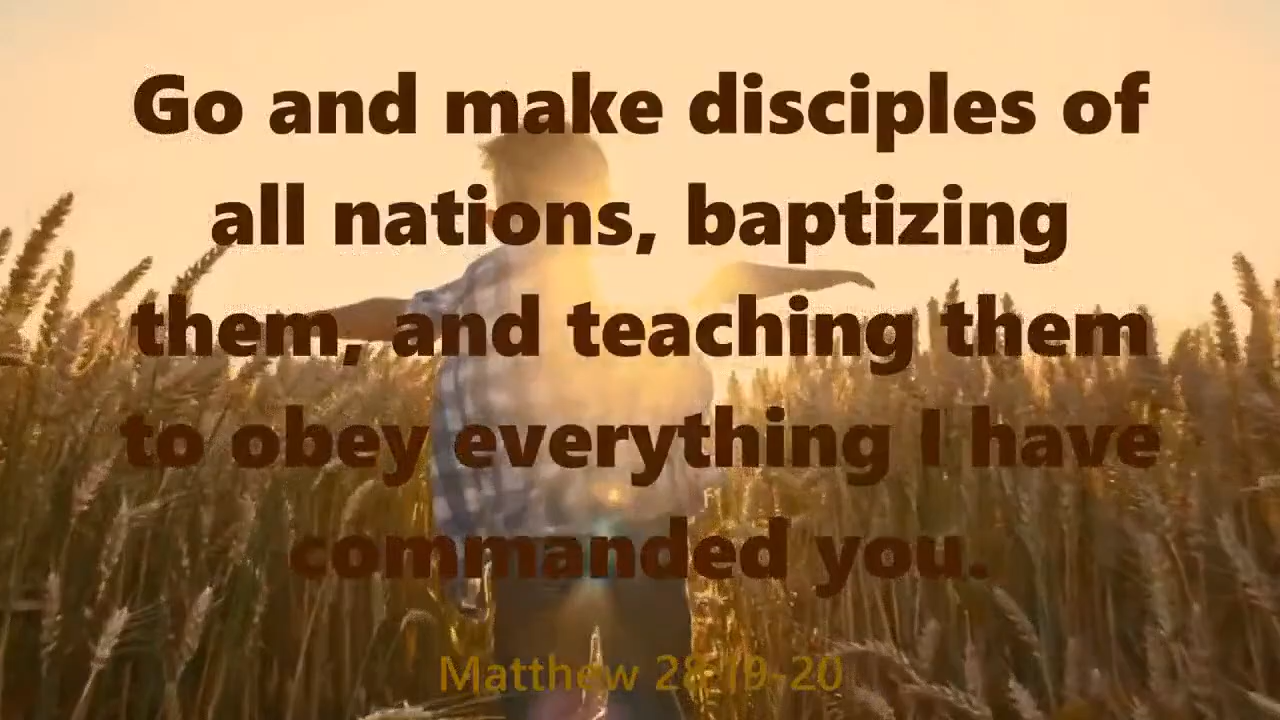 Go and make disciples of
all nations, baptizing
them, and teaching them
to obey everything I have
commanded you.
Matthew 28:19-20